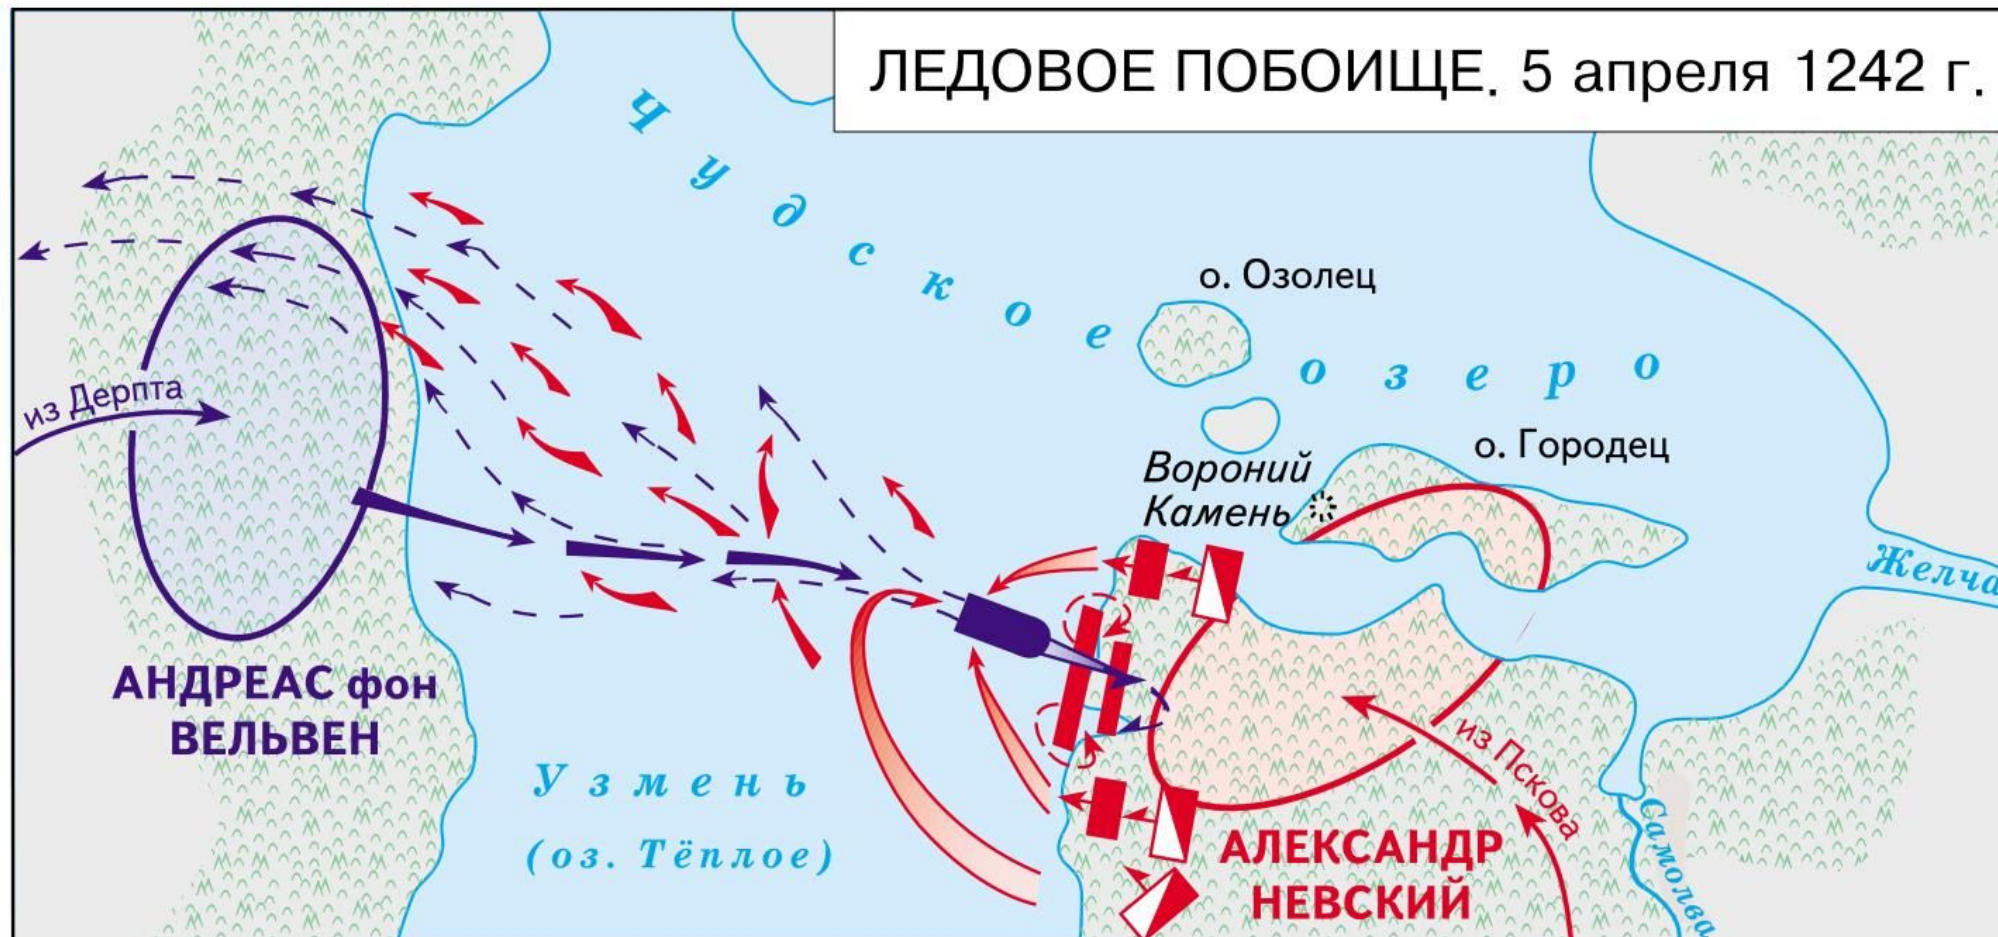 ЛЕДОВОЕ ПОБОИЩЕ. 5 апреля 1242 г.
Чудское озеро
о. Озолец
о. Городец
Вороний
Камень
Желча
из Дерпта
АНДРЕАС фон
ВЕЛЬВЕН
Узмень
(оз. Тёплое)
из Пскова
АЛЕКСАНДР
НЕВСКИЙ
Самолва